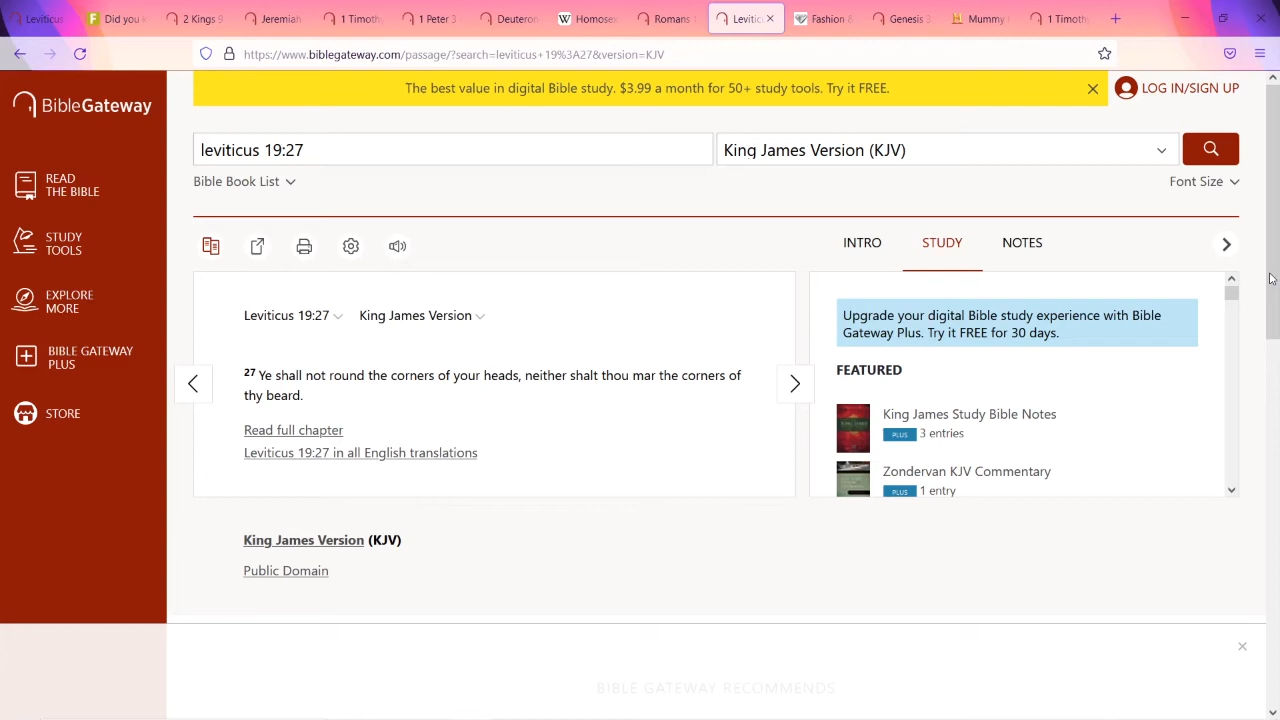 Leviticus
Did you k
2 Kings 9
Jeremiah
1 Timoth
1 Peter 3
Deuteron
Homosex
Romans
Levitic
Fashion &
Genesis 3
Mummy
1 Timoth
https://www.biblegateway.com/passage/?search=leviticus+19%3A27&version=KJV
The best value in digital Bible study. $3.99 a month for 50+ study tools. Try it FREE.
LOG IN/SIGN UP
BibleGateway
leviticus 19:27
King James Version (KJV)
Bible Book List
Font Size
READ
THE BIBLE
STUDY
TOOLS
EXPLORE
MORE
BIBLE GATEWAY
PLUS
STORE
INTRO
STUDY
NOTES
Leviticus 19:27
King James Version
27 Ye shall not round the corners of your heads, neither shalt thou mar the corners of
thy beard.
Read full chapter
Leviticus 19:27 in all English translations
Upgrade your digital Bible study experience with Bible
Gateway Plus. Try it FREE for 30 days.
FEATURED
King James Study Bible Notes
PLUS 3 entries
Zondervan KJV Commentary
PLUS 1 entry
King James Version (KJV)
Public Domain
BIBLE GATEWAY RECOMMENDS